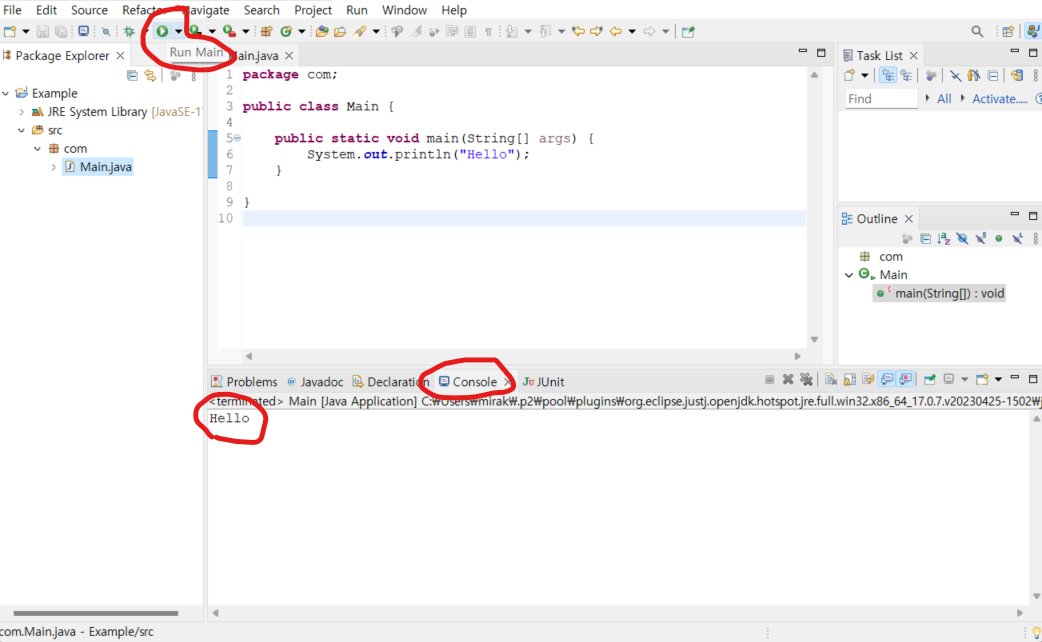 File Edit Source Refactor Navigate Search Project Run Window Help
Package Explorer
Run Main
Main.java
Task List
1 package com;
2
3 public class Main {
4
5 public static void main(String[] args) {
6 System.out.println("Hello");
7 }
8
9 }
10
Example
JRE System Library [JavaSE-1
src
com
Main.java
Find
All
Activate.....
Outline
com
Main
main(String[]) : void
Problems Javadoc Declaration Console JUnit
<terminated> Main [Java Application] C:₩Users₩mirak₩.p2₩pool₩plugins₩org.eclipse.justj.openjdk.hotspot.jre.full.win32.x86_64_17.0.7.v20230425-1502₩j
Hello
com.Main.java - Example/src